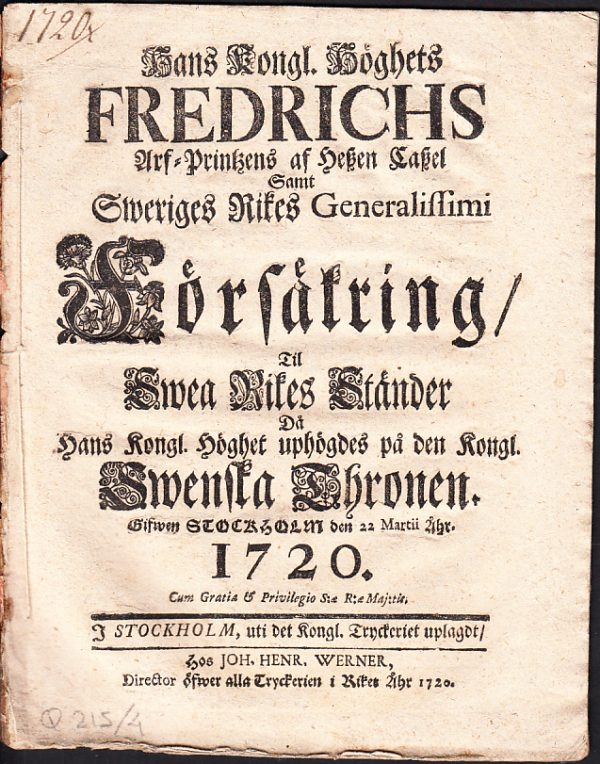 1720
Hans Kongl. Höghets
FREDRICHS
Arf-Printzens af Heßen Caßel
Samt
Sweriges Rikes Generalissimi
Försäkring/
Til
Swea Rikes Ständer
Då
Hans Kongl. Höghet uphögdes på den Kongl.
Swenska Thronen.
Gifwen STOCKHOLM den 22 Martii Åhr.
1720.
Cum Gratia & Privilegio S:æ R:æ Maj:tis.
J STOCKHOLM, uti det Kongl. Tryckeriet uplagdt/
Hos JOH. HENR. WERNER,
Director öfwer alla Tryckerien i Riket Åhr 1720.
Q 215/4